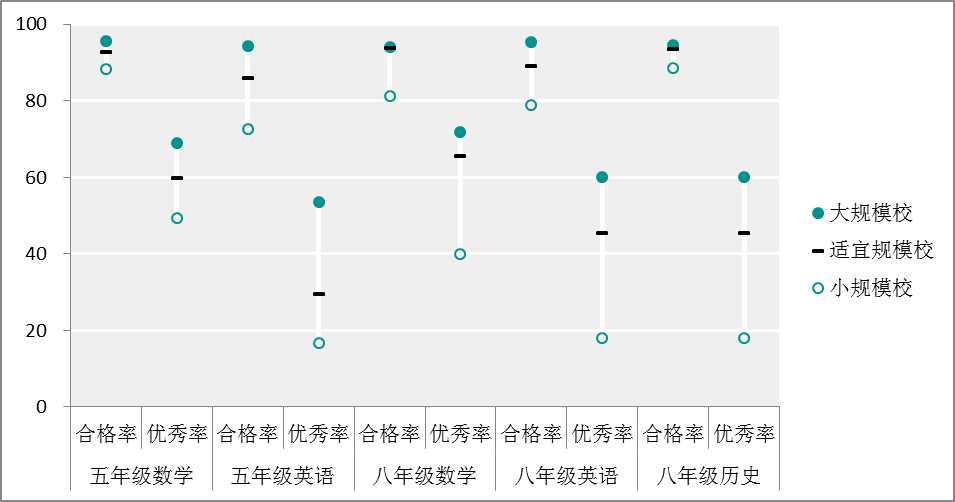 100
80
60
40
20
0
合格率 优秀率 合格率 优秀率 合格率 优秀率 合格率 优秀率 合格率 优秀率
五年级数学 五年级英语 八年级数学 八年级英语 八年级历史
大规模校
适宜规模校
小规模校